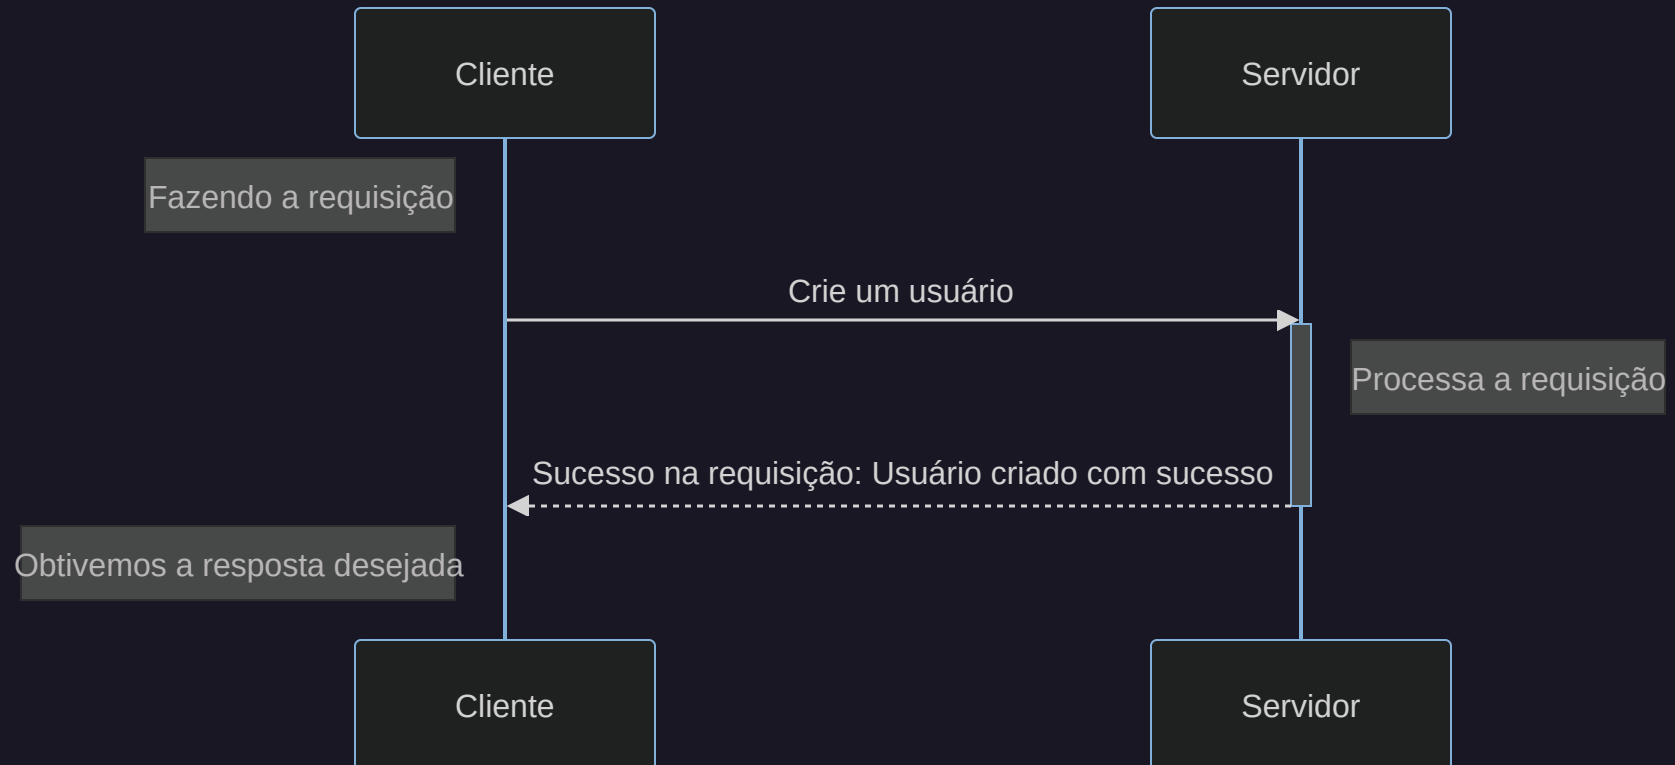 Cliente
Servidor
Fazendo a requisição
Crie um usuário
Processa a requisição
Sucesso na requisição: Usuário criado com sucesso
Obtivemos a resposta desejada
Cliente
Servidor